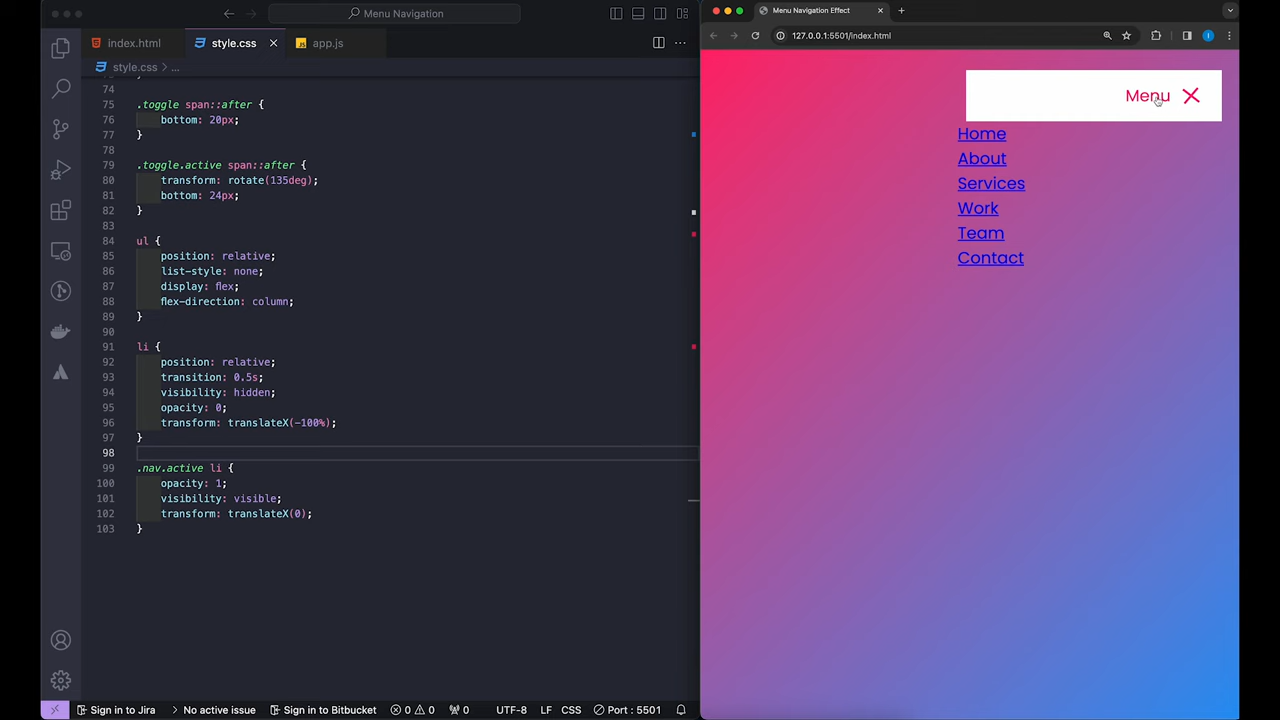 Menu Navigation
index.html
style.css
app.js
style.css > ...
74
75 .toggle span::after {
76 bottom: 20px;
77 }
78
79 .toggle.active span::after {
80 transform: rotate(135deg);
81 bottom: 24px;
82 }
83
84 ul {
85 position: relative;
86 list-style: none;
87 display: flex;
88 flex-direction: column;
89 }
90
91 li {
92 position: relative;
93 transition: 0.5s;
94 visibility: hidden;
95 opacity: 0;
96 transform: translateX(-100%);
97 }
98
99 .nav.active li {
100 opacity: 1;
101 visibility: visible;
102 transform: translateX(0);
103 }
Sign in to Jira
No active issue
Sign in to Bitbucket
0 0
0
UTF-8
LF
CSS
Port : 5501
Menu Navigation Effect
127.0.0.1:5501/index.html
Menu
Home
About
Services
Work
Team
Contact